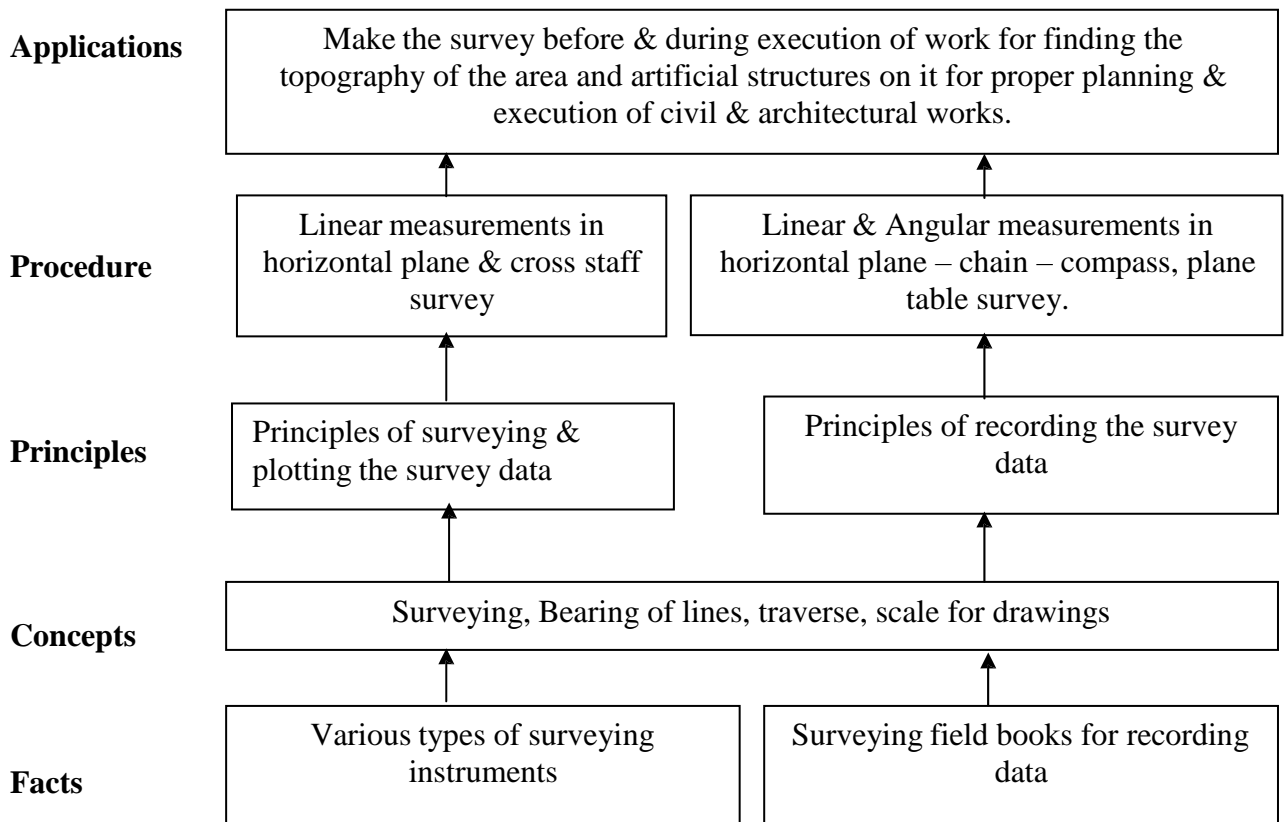 Applications
Make the survey before & during execution of work for finding the
topography of the area and artificial structures on it for proper planning &
execution of civil & architectural works.
Procedure
Linear measurements in
horizontal plane & cross staff
survey
Linear & Angular measurements in
horizontal plane – chain – compass, plane
table survey.
Principles
Principles of surveying &
plotting the survey data
Principles of recording the survey
data
Concepts
Surveying, Bearing of lines, traverse, scale for drawings
Facts
Various types of surveying
instruments
Surveying field books for recording
data